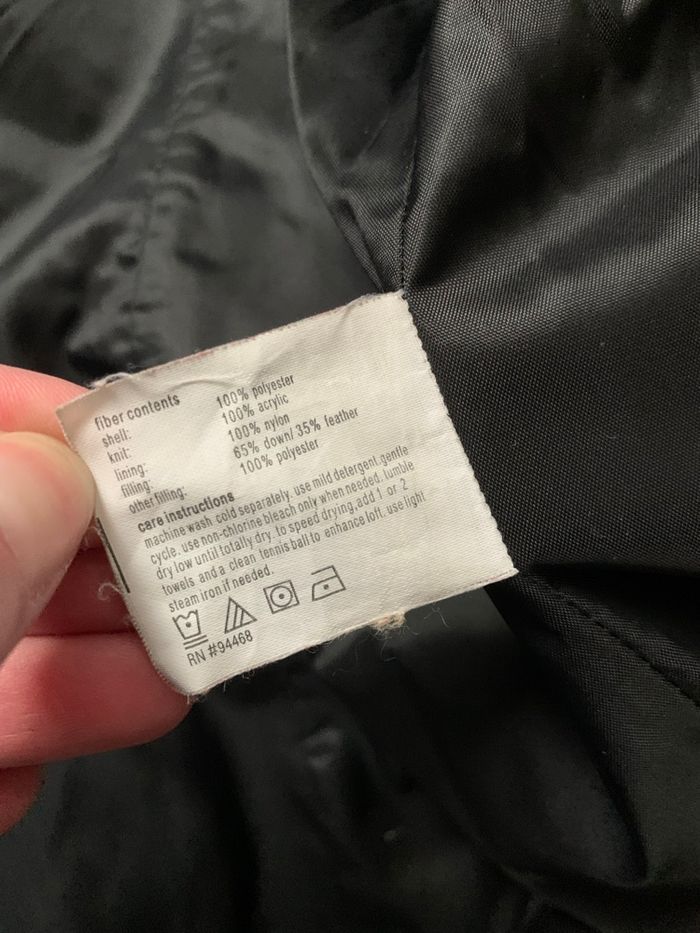 fiber contents
shell: 100% polyester
knit: 100% acrylic
lining: 100% nylon
filling: 65% down/ 35% feather
other filling: 100% polyester
care instructions
machine wash cold separately. use mild detergent, gentle
cycle. use non-chlorine bleach only when needed. tumble
dry low until totally dry. to speed drying, add 1 or 2
towels and a clean tennis ball to enhance loft. use light
steam iron if needed.
RN #94468